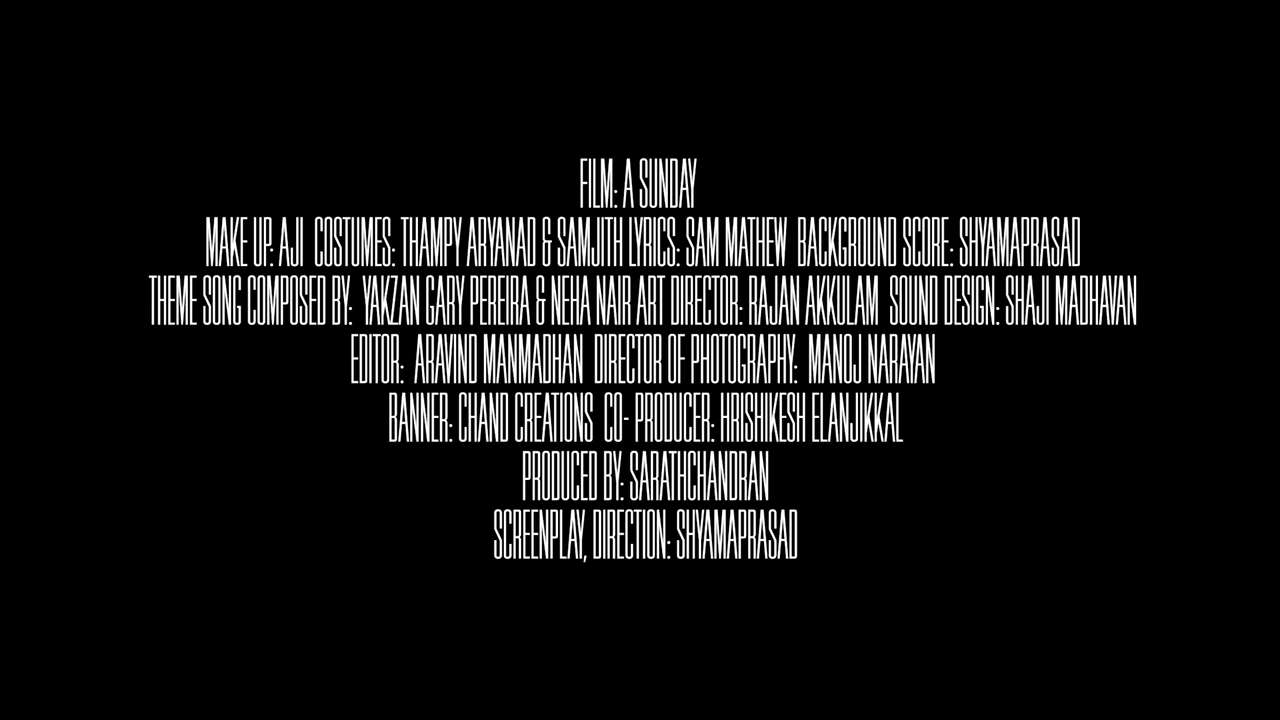 FILM: A SUNDAY
MAKE UP: AJI COSTUMES: THAMPY ARYANAD & SAMJITH LYRICS: SAM MATHEW BACKGROUND SCORE: SHYAMAPRASAD
THEME SONG COMPOSED BY: YAKZAN GARY PEREIRA & NEHA NAIR ART DIRECTOR: RAJAN AKKULAM SOUND DESIGN: SHAJI MADHAVAN
EDITOR: ARAVIND MANMADHAN DIRECTOR OF PHOTOGRAPHY: MANOJ NARAYAN
BANNER: CHAND CREATIONS CO- PRODUCER: HRISHIKESH ELANJIKKAL
PRODUCED BY: SARATHCHANDRAN
SCREENPLAY, DIRECTION: SHYAMAPRASAD